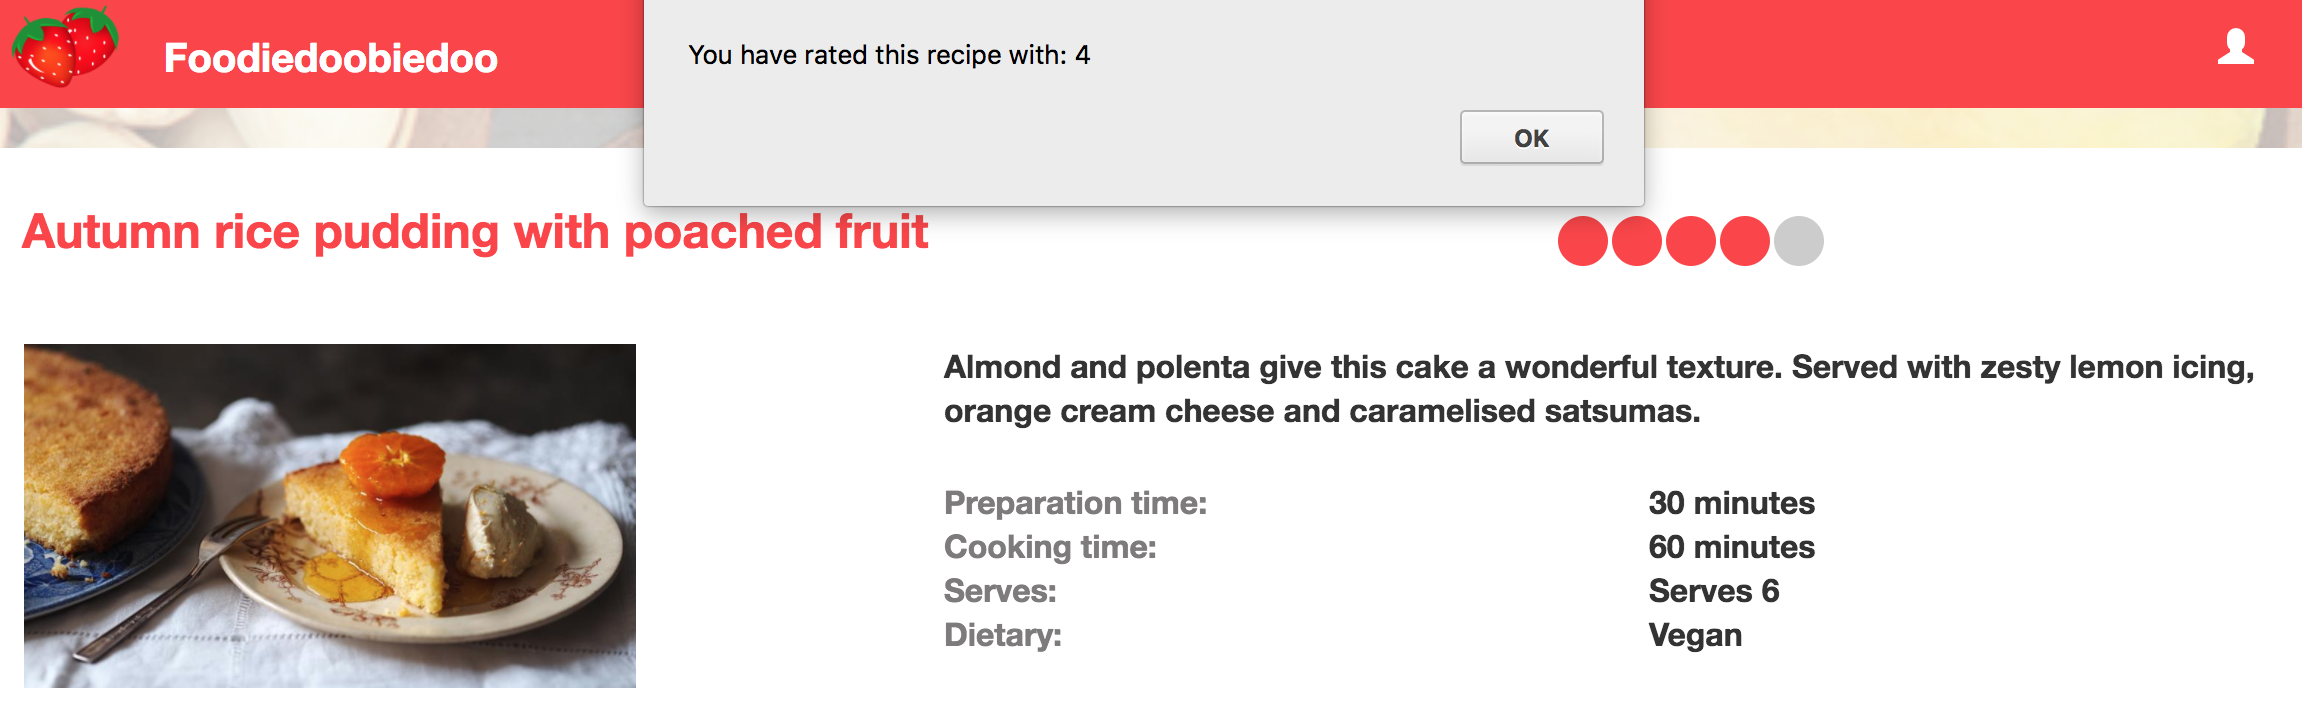 Foodiedoobiedoo
You have rated this recipe with: 4
OK
Autumn rice pudding with poached fruit
Almond and polenta give this cake a wonderful texture. Served with zesty lemon icing,
orange cream cheese and caramelised satsumas.
Preparation time: 30 minutes
Cooking time: 60 minutes
Serves: Serves 6
Dietary: Vegan